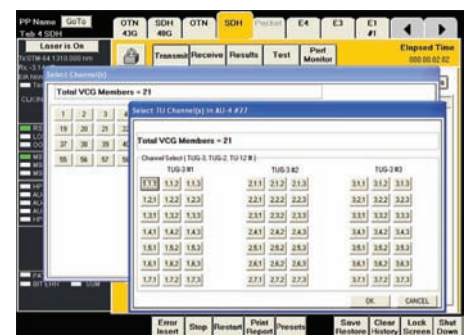 PP Name GoTo
Tab 4 SDH
OTN 43G
SDH 40G
OTN
SDH
Packet
E4
E3
E1 #1
Laser is On
Transmit
Receive
Results
Test
Perf Monitor
Elapsed Time
000:00:02:02
Select Channel(s)
Total VCG Members = 21
1 2 3
19 20 21
37 38 39
55 56 57
Select TU Channel(s) in AU-4 #27
Total VCG Members = 21
Channel Select ( TUG-3, TUG-2, TU-12 # )
TUG-3 #1 TUG-3 #2 TUG-3 #3
1.1.1 1.1.2 1.1.3 2.1.1 2.1.2 2.1.3 3.1.1 3.1.2 3.1.3
1.2.1 1.2.2 1.2.3 2.2.1 2.2.2 2.2.3 3.2.1 3.2.2 3.2.3
1.3.1 1.3.2 1.3.3 2.3.1 2.3.2 2.3.3 3.3.1 3.3.2 3.3.3
1.4.1 1.4.2 1.4.3 2.4.1 2.4.2 2.4.3 3.4.1 3.4.2 3.4.3
1.5.1 1.5.2 1.5.3 2.5.1 2.5.2 2.5.3 3.5.1 3.5.2 3.5.3
1.6.1 1.6.2 1.6.3 2.6.1 2.6.2 2.6.3 3.6.1 3.6.2 3.6.3
1.7.1 1.7.2 1.7.3 2.7.1 2.7.2 2.7.3 3.7.1 3.7.2 3.7.3
OK CANCEL
Error Insert
Stop
Restart
Print Report
Presets
Save Restore
Clear History
Lock Screen
Shut Down